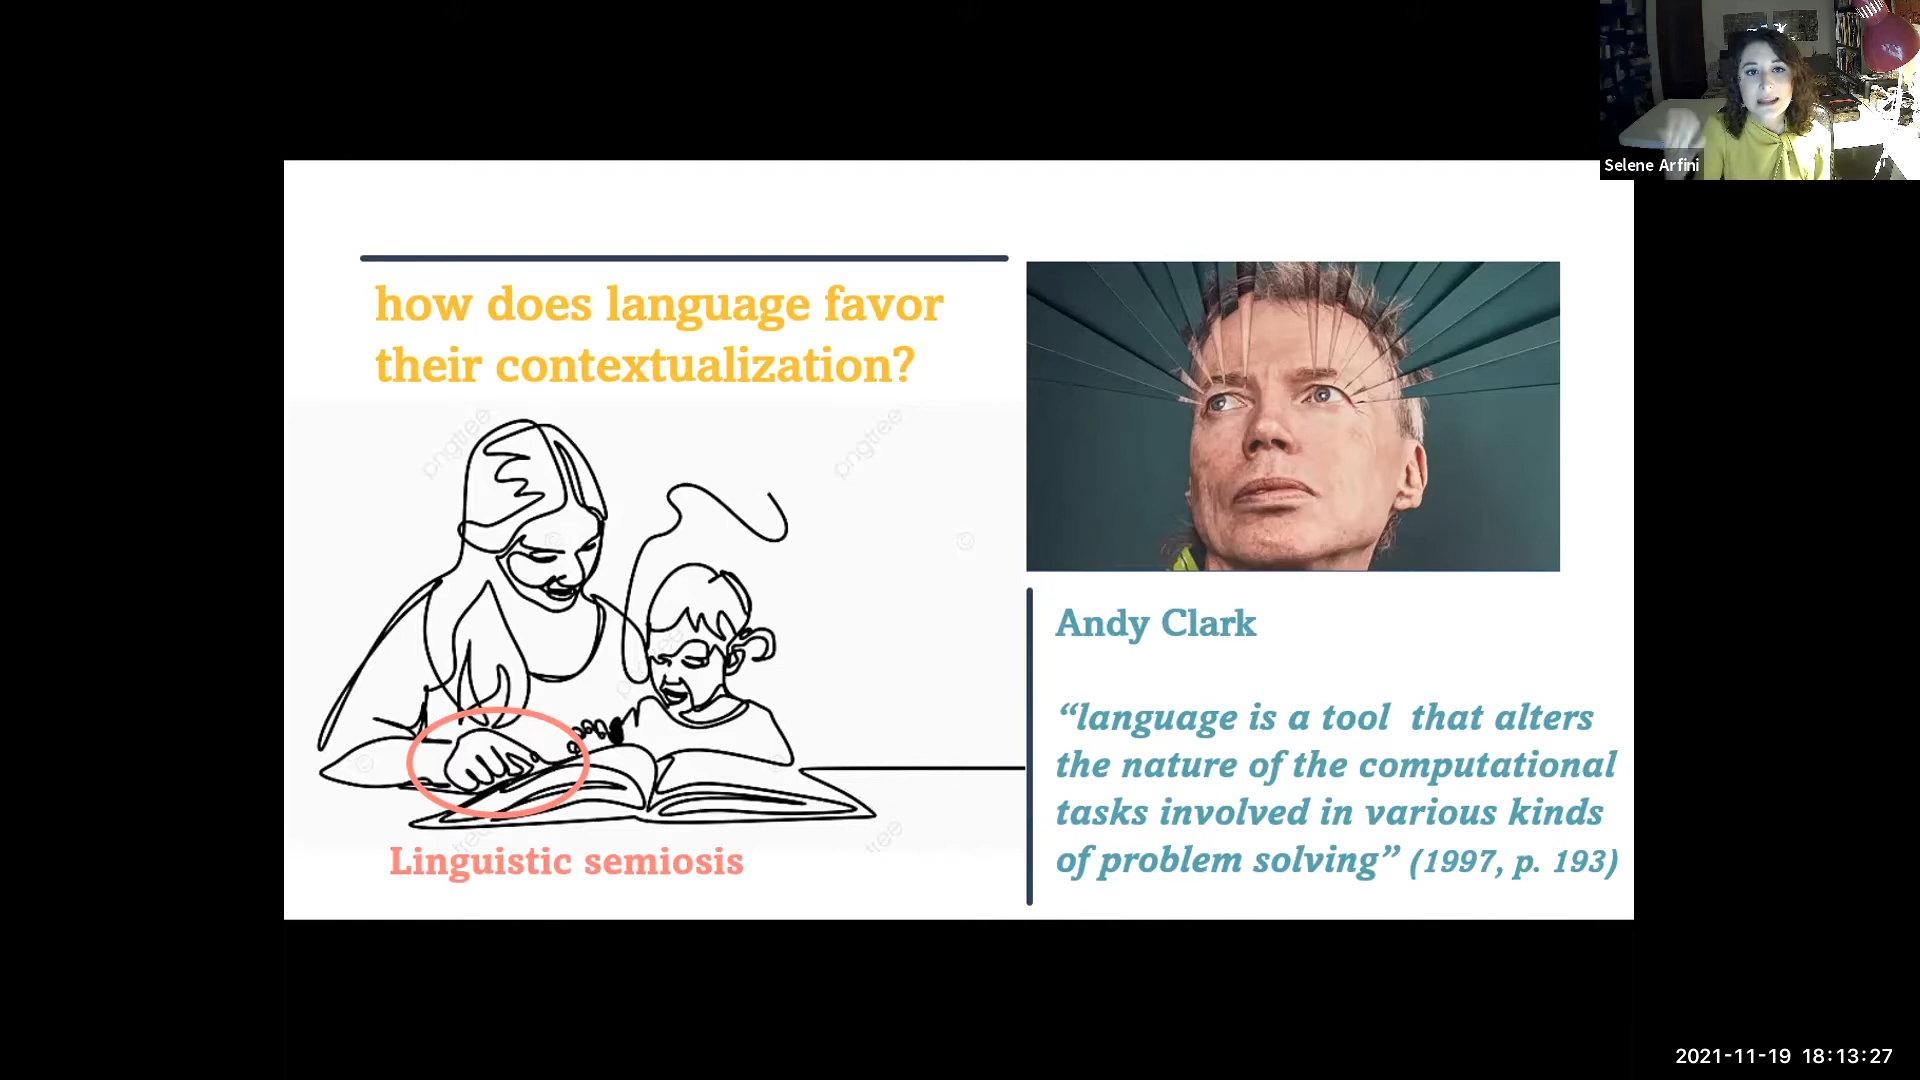 Selene Arfini
how does language favor
their contextualization?
pngtree
pngtree
Linguistic semiosis
Andy Clark
“language is a tool that alters
the nature of the computational
tasks involved in various kinds
of problem solving” (1997, p. 193)
2021-11-19 18:13:27